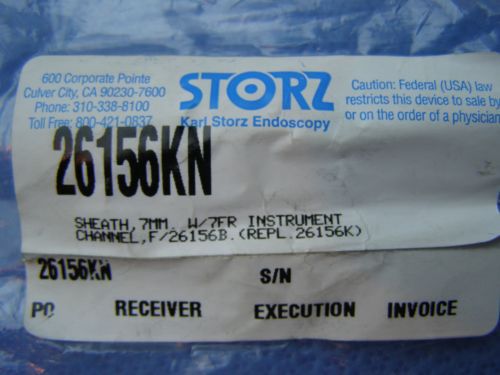 600 Corporate Pointe
Culver City, CA 90230-7600
Phone: 310-338-8100
Toll Free: 800-421-0837
STORZ
Karl Storz Endoscopy
Caution: Federal (USA) law
restricts this device to sale by
or on the order of a physician
26156KN
SHEATH,7MM. W/7FR INSTRUMENT
CHANNEL,F/26156B.(REPL.26156K)
26156KN S/N
PO RECEIVER EXECUTION INVOICE